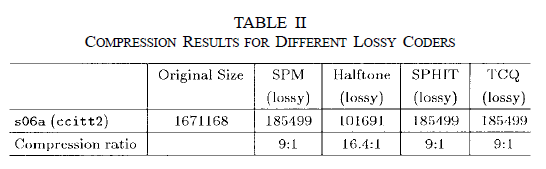 TABLE II
COMPRESSION RESULTS FOR DIFFERENT LOSSY CODERS
Original Size SPM Halftone SPHIT TCQ
(lossy) (lossy) (lossy) (lossy)
s06a (ccitt2) 1671168 185499 101691 185499 185499
Compression ratio 9:1 16.4:1 9:1 9:1